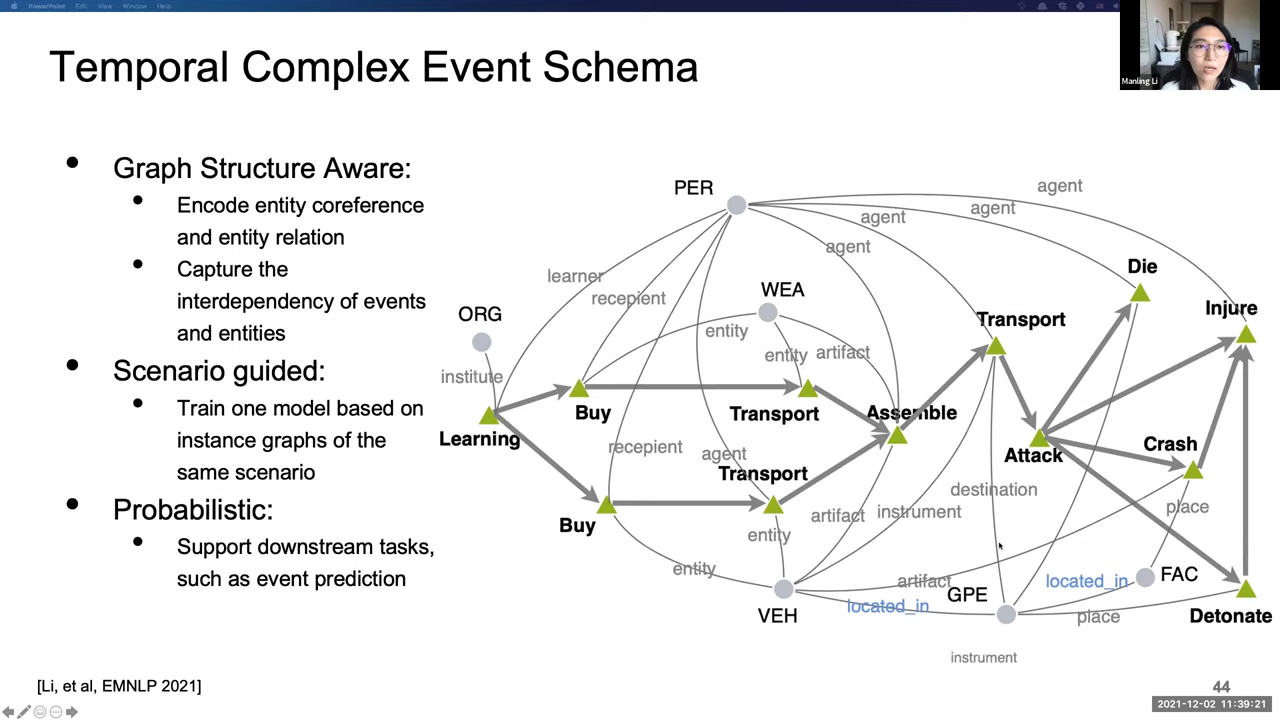 PowerPoint Edit View Window Help
Manling Li
Temporal Complex Event Schema
• Graph Structure Aware:
• Encode entity coreference
and entity relation
• Capture the
interdependency of events
and entities
• Scenario guided:
• Train one model based on
instance graphs of the
same scenario
• Probabilistic:
• Support downstream tasks,
such as event prediction
PER
agent
agent
agent
agent
learner
recepient
WEA
Die
ORG
entity
Transport
Injure
institute
entity
artifact
Buy
Transport
Assemble
Learning
recepient
agent
Transport
Attack
Crash
destination
place
Buy
artifact
instrument
entity
entity
artifact
located_in
FAC
VEH
located_in
GPE
place
Detonate
instrument
[Li, et al, EMNLP 2021]
44
2021-12-02 11:39:21